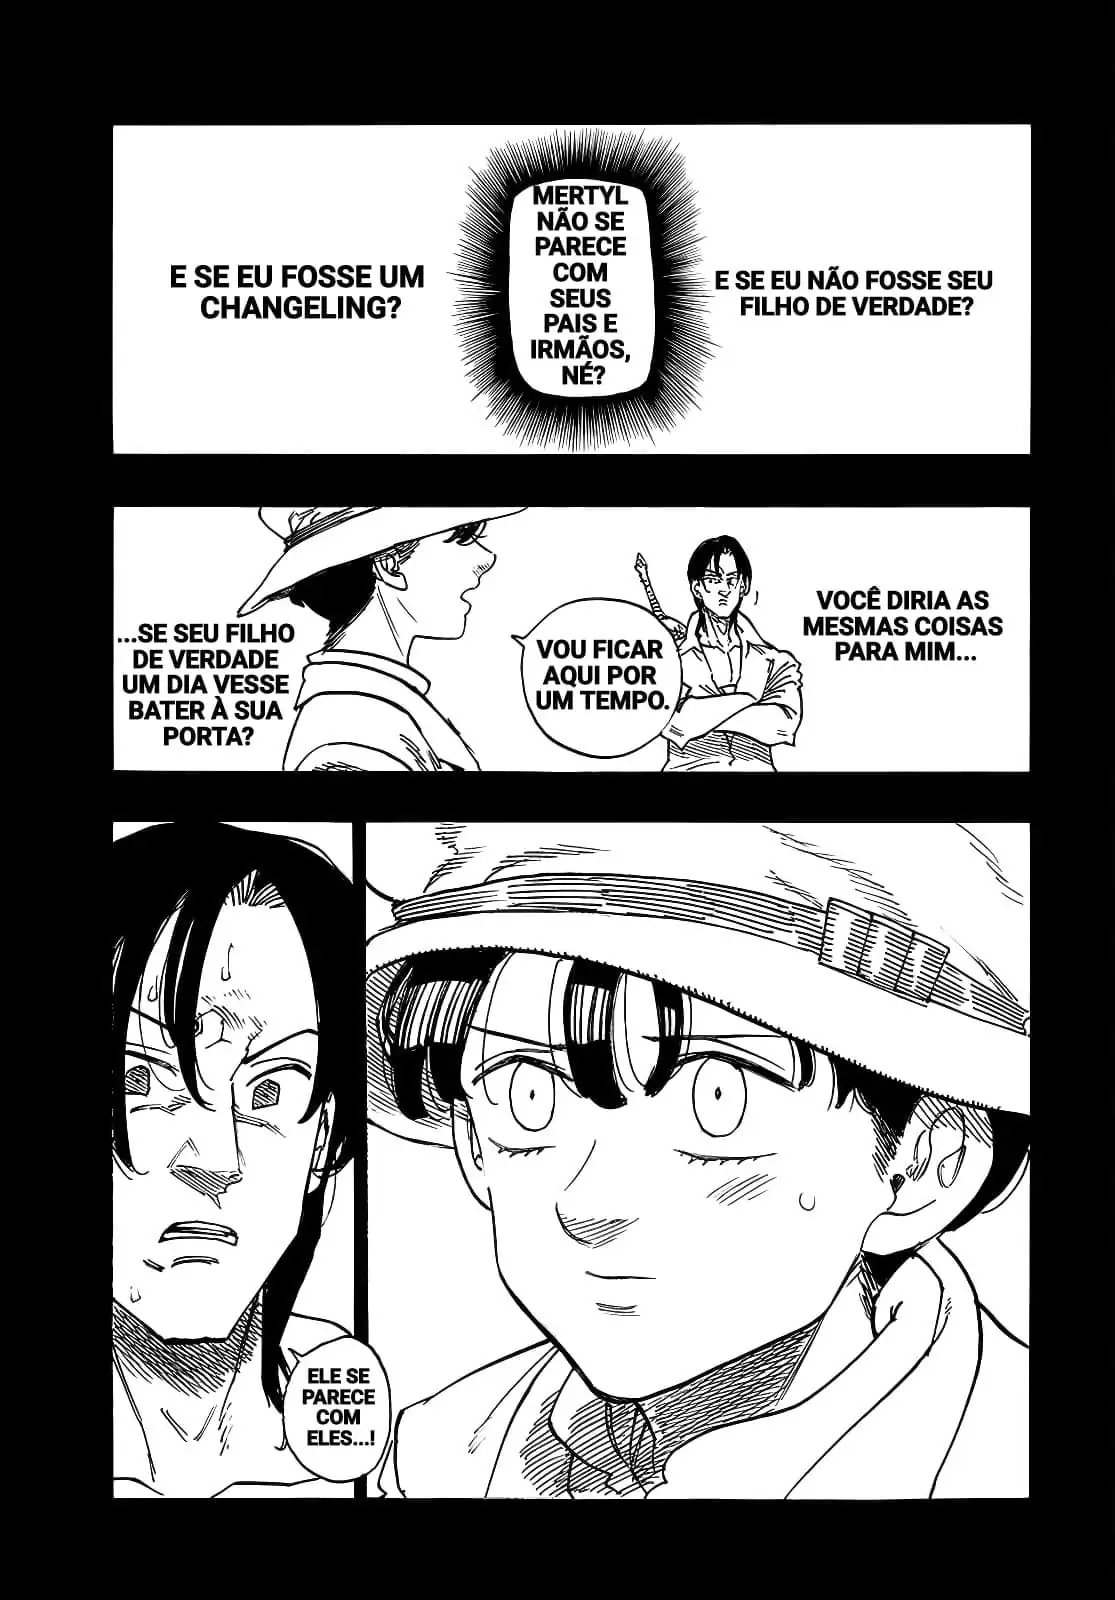 E SE EU NÃO FOSSE SEU
FILHO DE VERDADE?
MERTYL
NÃO SE
PARECE
COM
SEUS
PAIS E
IRMÃOS,
NÉ?
E SE EU FOSSE UM
CHANGELING?
VOCÊ DIRIA AS
MESMAS COISAS
PARA MIM...
VOU FICAR
AQUI POR
UM TEMPO.
...SE SEU FILHO
DE VERDADE
UM DIA VESSE
BATER À SUA
PORTA?
ELE SE
PARECE
COM
ELES...!